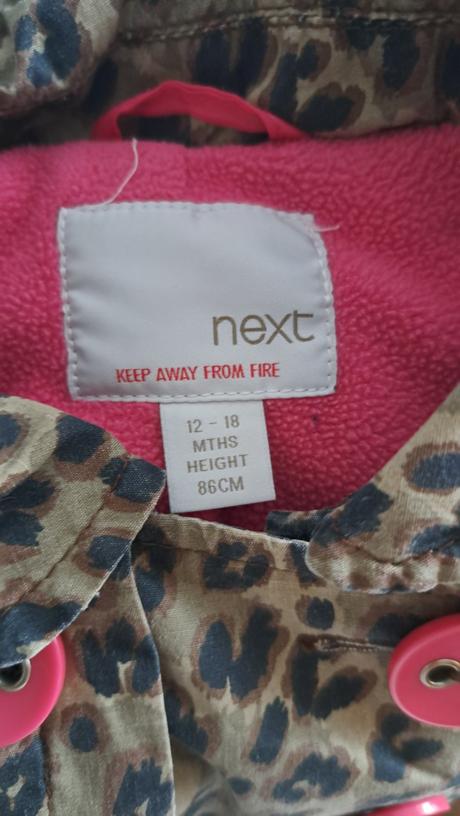 next
KEEP AWAY FROM FIRE
12 - 18
MTHS
HEIGHT
86CM